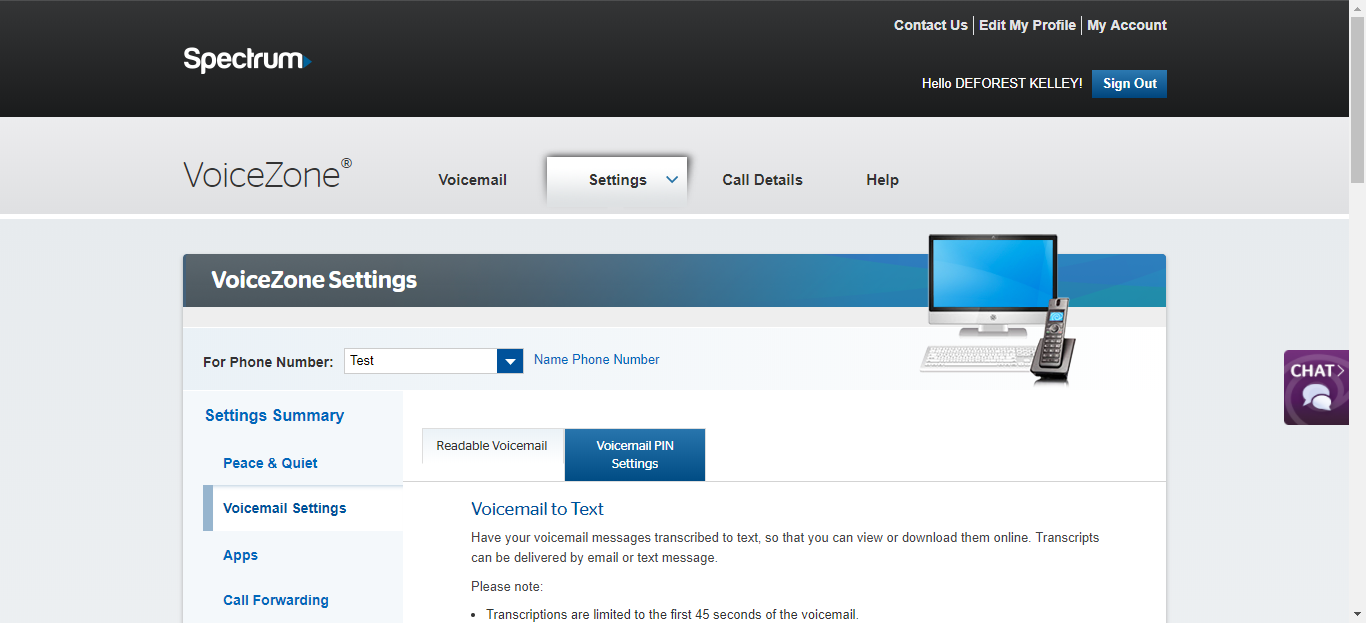 Contact Us Edit My Profile My Account
Spectrum
Hello DEFOREST KELLEY! Sign Out
VoiceZone®
Voicemail
Settings
Call Details
Help
VoiceZone Settings
For Phone Number: Test Name Phone Number
CHAT
Settings Summary
Peace & Quiet
Voicemail Settings
Apps
Call Forwarding
Readable Voicemail
Voicemail PIN
Settings
Voicemail to Text
Have your voicemail messages transcribed to text, so that you can view or download them online. Transcripts
can be delivered by email or text message.
Please note:
• Transcriptions are limited to the first 45 seconds of the voicemail.